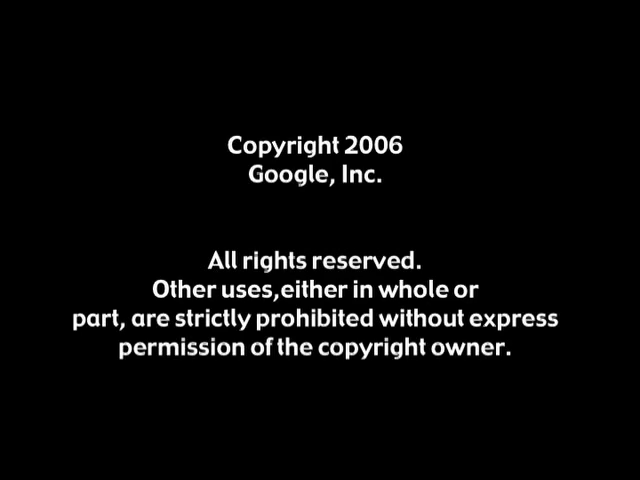 Copyright 2006
Google, Inc.
All rights reserved.
Other uses,either in whole or
part, are strictly prohibited without express
permission of the copyright owner.